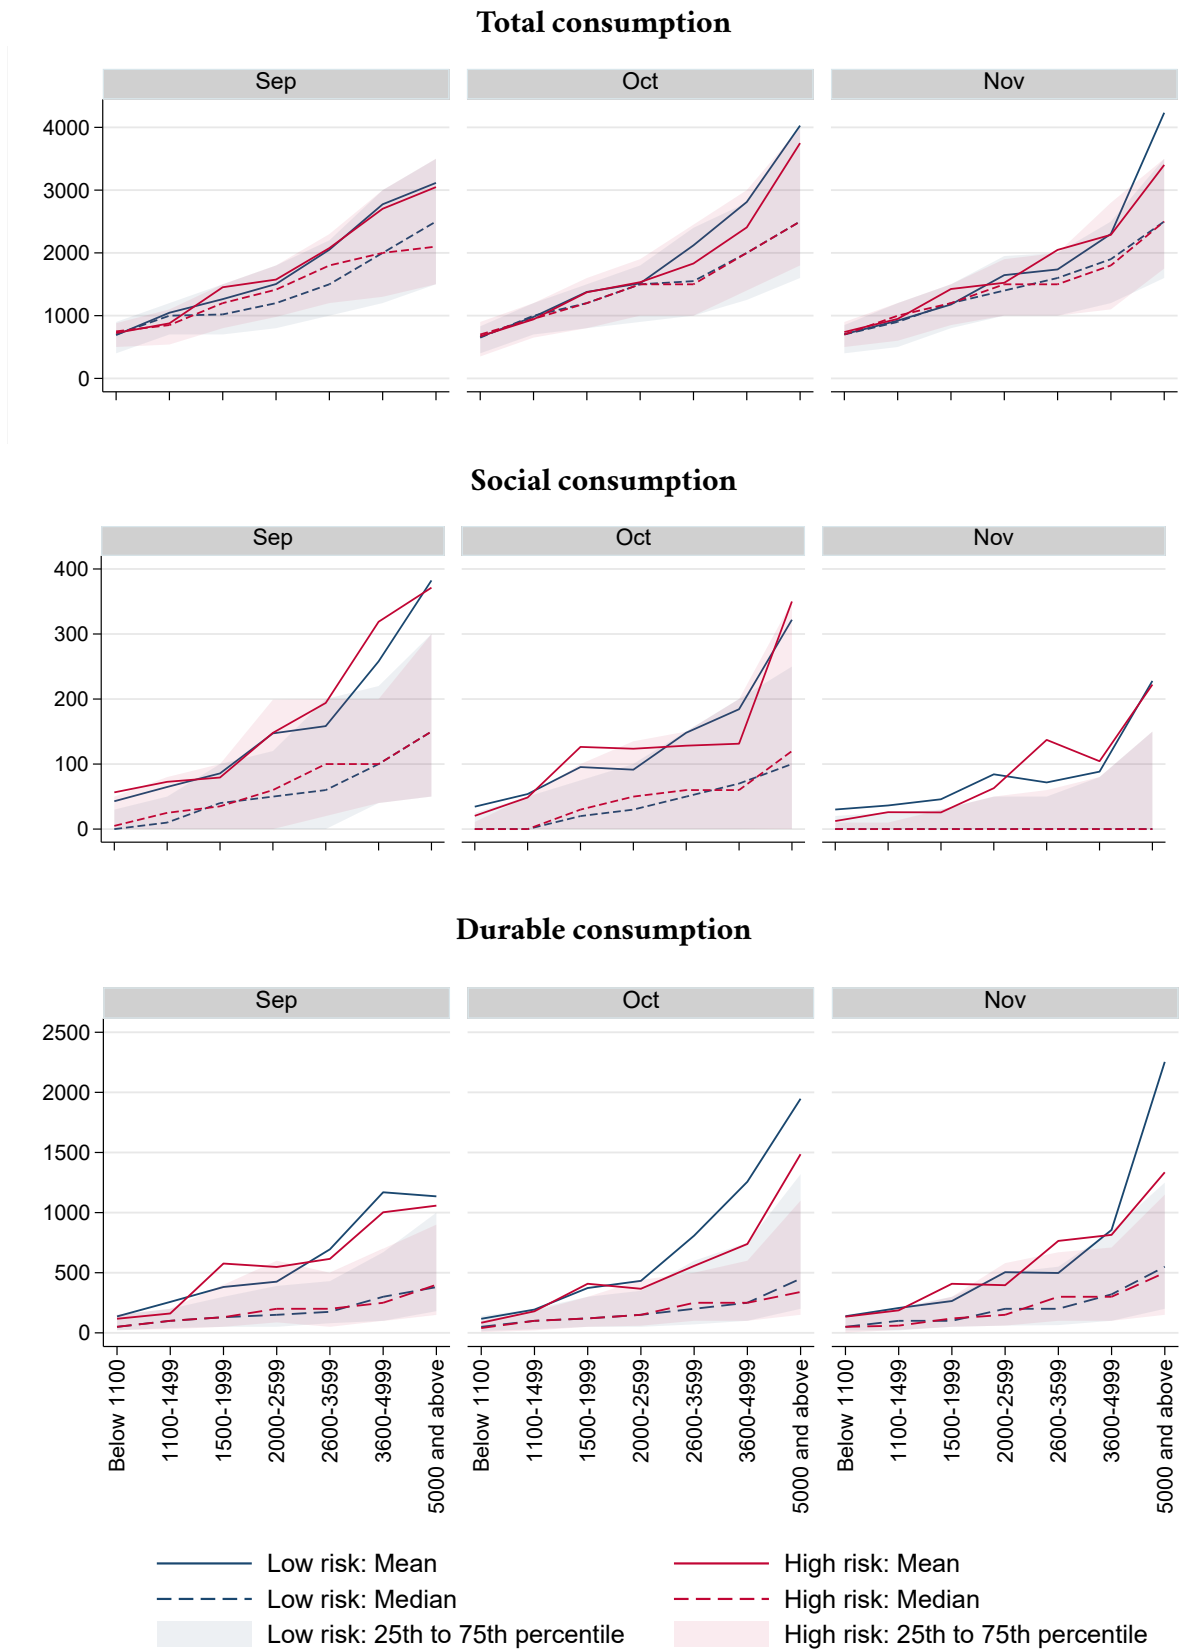 Total consumption
Sep Oct Nov
4000
3000
2000
1000
0
Social consumption
Sep Oct Nov
400
300
200
100
0
Durable consumption
Sep Oct Nov
2500
2000
1500
1000
500
0
Below 1100 1100-1499 1500-1999 2000-2599 2600-3599 3600-4999 5000 and above Below 1100 1100-1499 1500-1999 2000-2599 2600-3599 3600-4999 5000 and above Below 1100 1100-1499 1500-1999 2000-2599 2600-3599 3600-4999 5000 and above
Low risk: Mean High risk: Mean
Low risk: Median High risk: Median
Low risk: 25th to 75th percentile High risk: 25th to 75th percentile